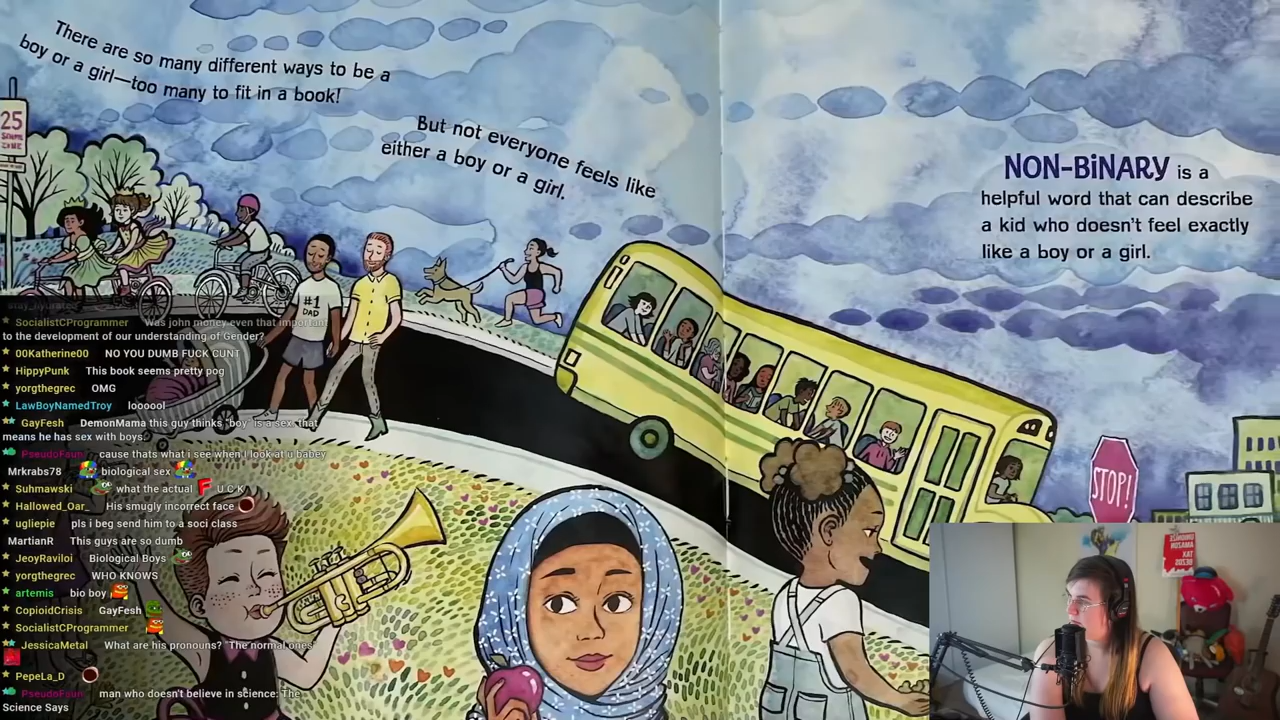 There are so many different ways to be a
boy or a girl—too many to fit in a book!
But not everyone feels like
either a boy or a girl.
NON-BiNARY is a
helpful word that can describe
a kid who doesn't feel exactly
like a boy or a girl.
25
#1
DAD
STOP!
SocialistCProgrammer Was john money even that important
to the development of our understanding of Gender?
00Katherine00 NO YOU DUMB FUCK CUNT
HippyPunk This book seems pretty pog
yorgthegrec OMG
LawBoyNamedTroy looool
GayFesh DemonMama this guy thinks "boy" is a sex. that
means he has sex with boys.
PseudoFaun cause thats what i see when I look at u babey
Mrkrabs78 biological sex
Suhmawski what the actual F U C K
Hallowed_Oar_ His smugly incorrect face
ugliepie pls i beg send him to a soci class
MartianR This guys are so dumb
JeoyRavioli Biological Boys
yorgthegrec WHO KNOWS
artemis bio boy
CopioidCrisis GayFesh
SocialistCProgrammer
JessicaMetal What are his pronouns? "The normal ones"
PepeLa_D
PseudoFaun man who doesn't believe in science: The
Science Says